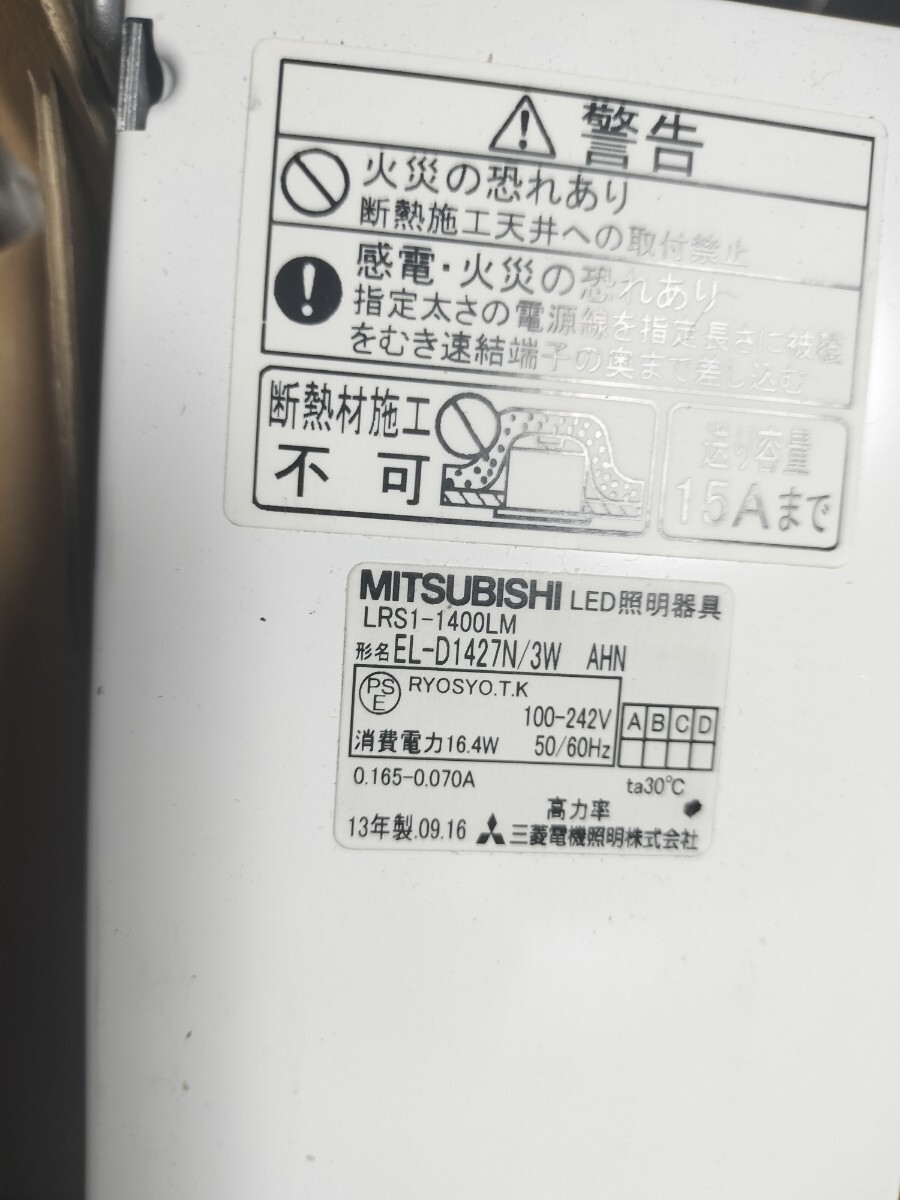 警告
火災の恐れあり
断熱施工天井への取付禁止
感電・火災の恐れあり
指定太さの電源線を指定長さに被覆
をむき速結端子の奥まで差し込む
断熱材施工
不可
送り容量
15Aまで
MITSUBISHI LED照明器具
LRS1-1400LM
形名 EL-D1427N/3W AHN
PSE RYOSYO.T.K
100-242V
消費電力16.4W 50/60Hz
A B C D
0.165-0.070A
ta30℃
高力率
13年製.09.16 三菱電機照明株式会社